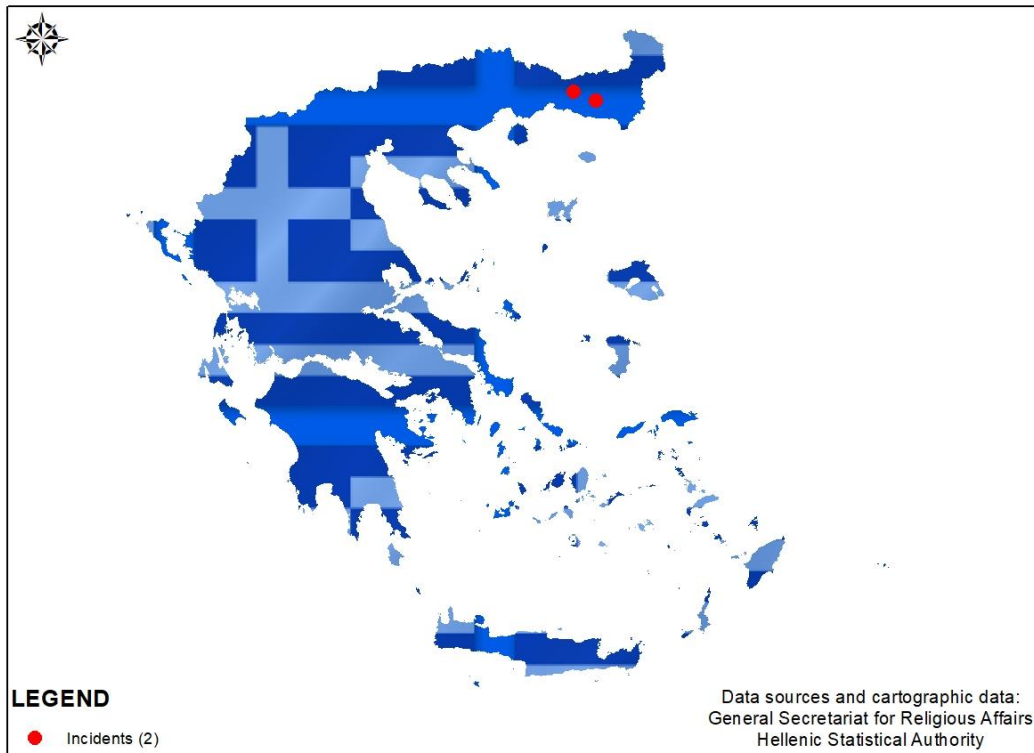 LEGEND
Incidents (2)
Data sources and cartographic data:
General Secretariat for Religious Affairs
Hellenic Statistical Authority